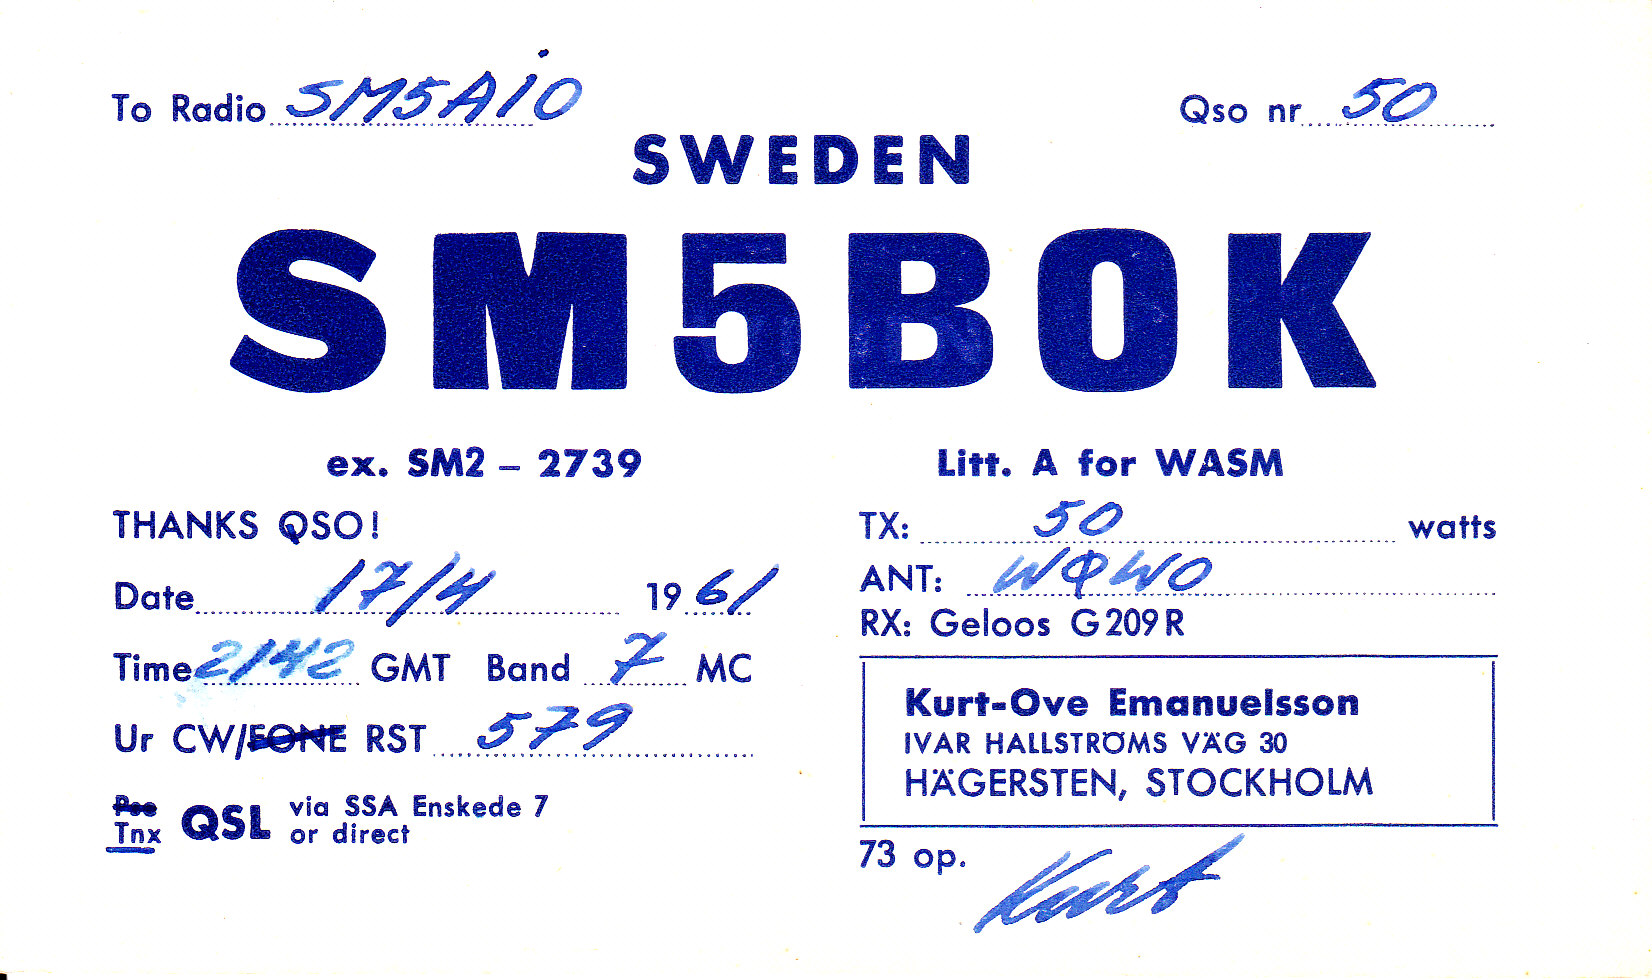 To Radio SM5AIO Qso nr 50
SWEDEN
SM5BOK
ex. SM2 – 2739
Litt. A for WASM
THANKS QSO!
Date 17/4 1961
Time 2142 GMT Band 7 MC
Ur CW/FONE RST 579
Pse
Tnx QSL via SSA Enskede 7
or direct
TX: 50 watts
ANT: WØWO
RX: Geloos G209R
Kurt-Ove Emanuelsson
IVAR HALLSTRÖMS VÄG 30
HÄGERSTEN, STOCKHOLM
73 op. Kurt